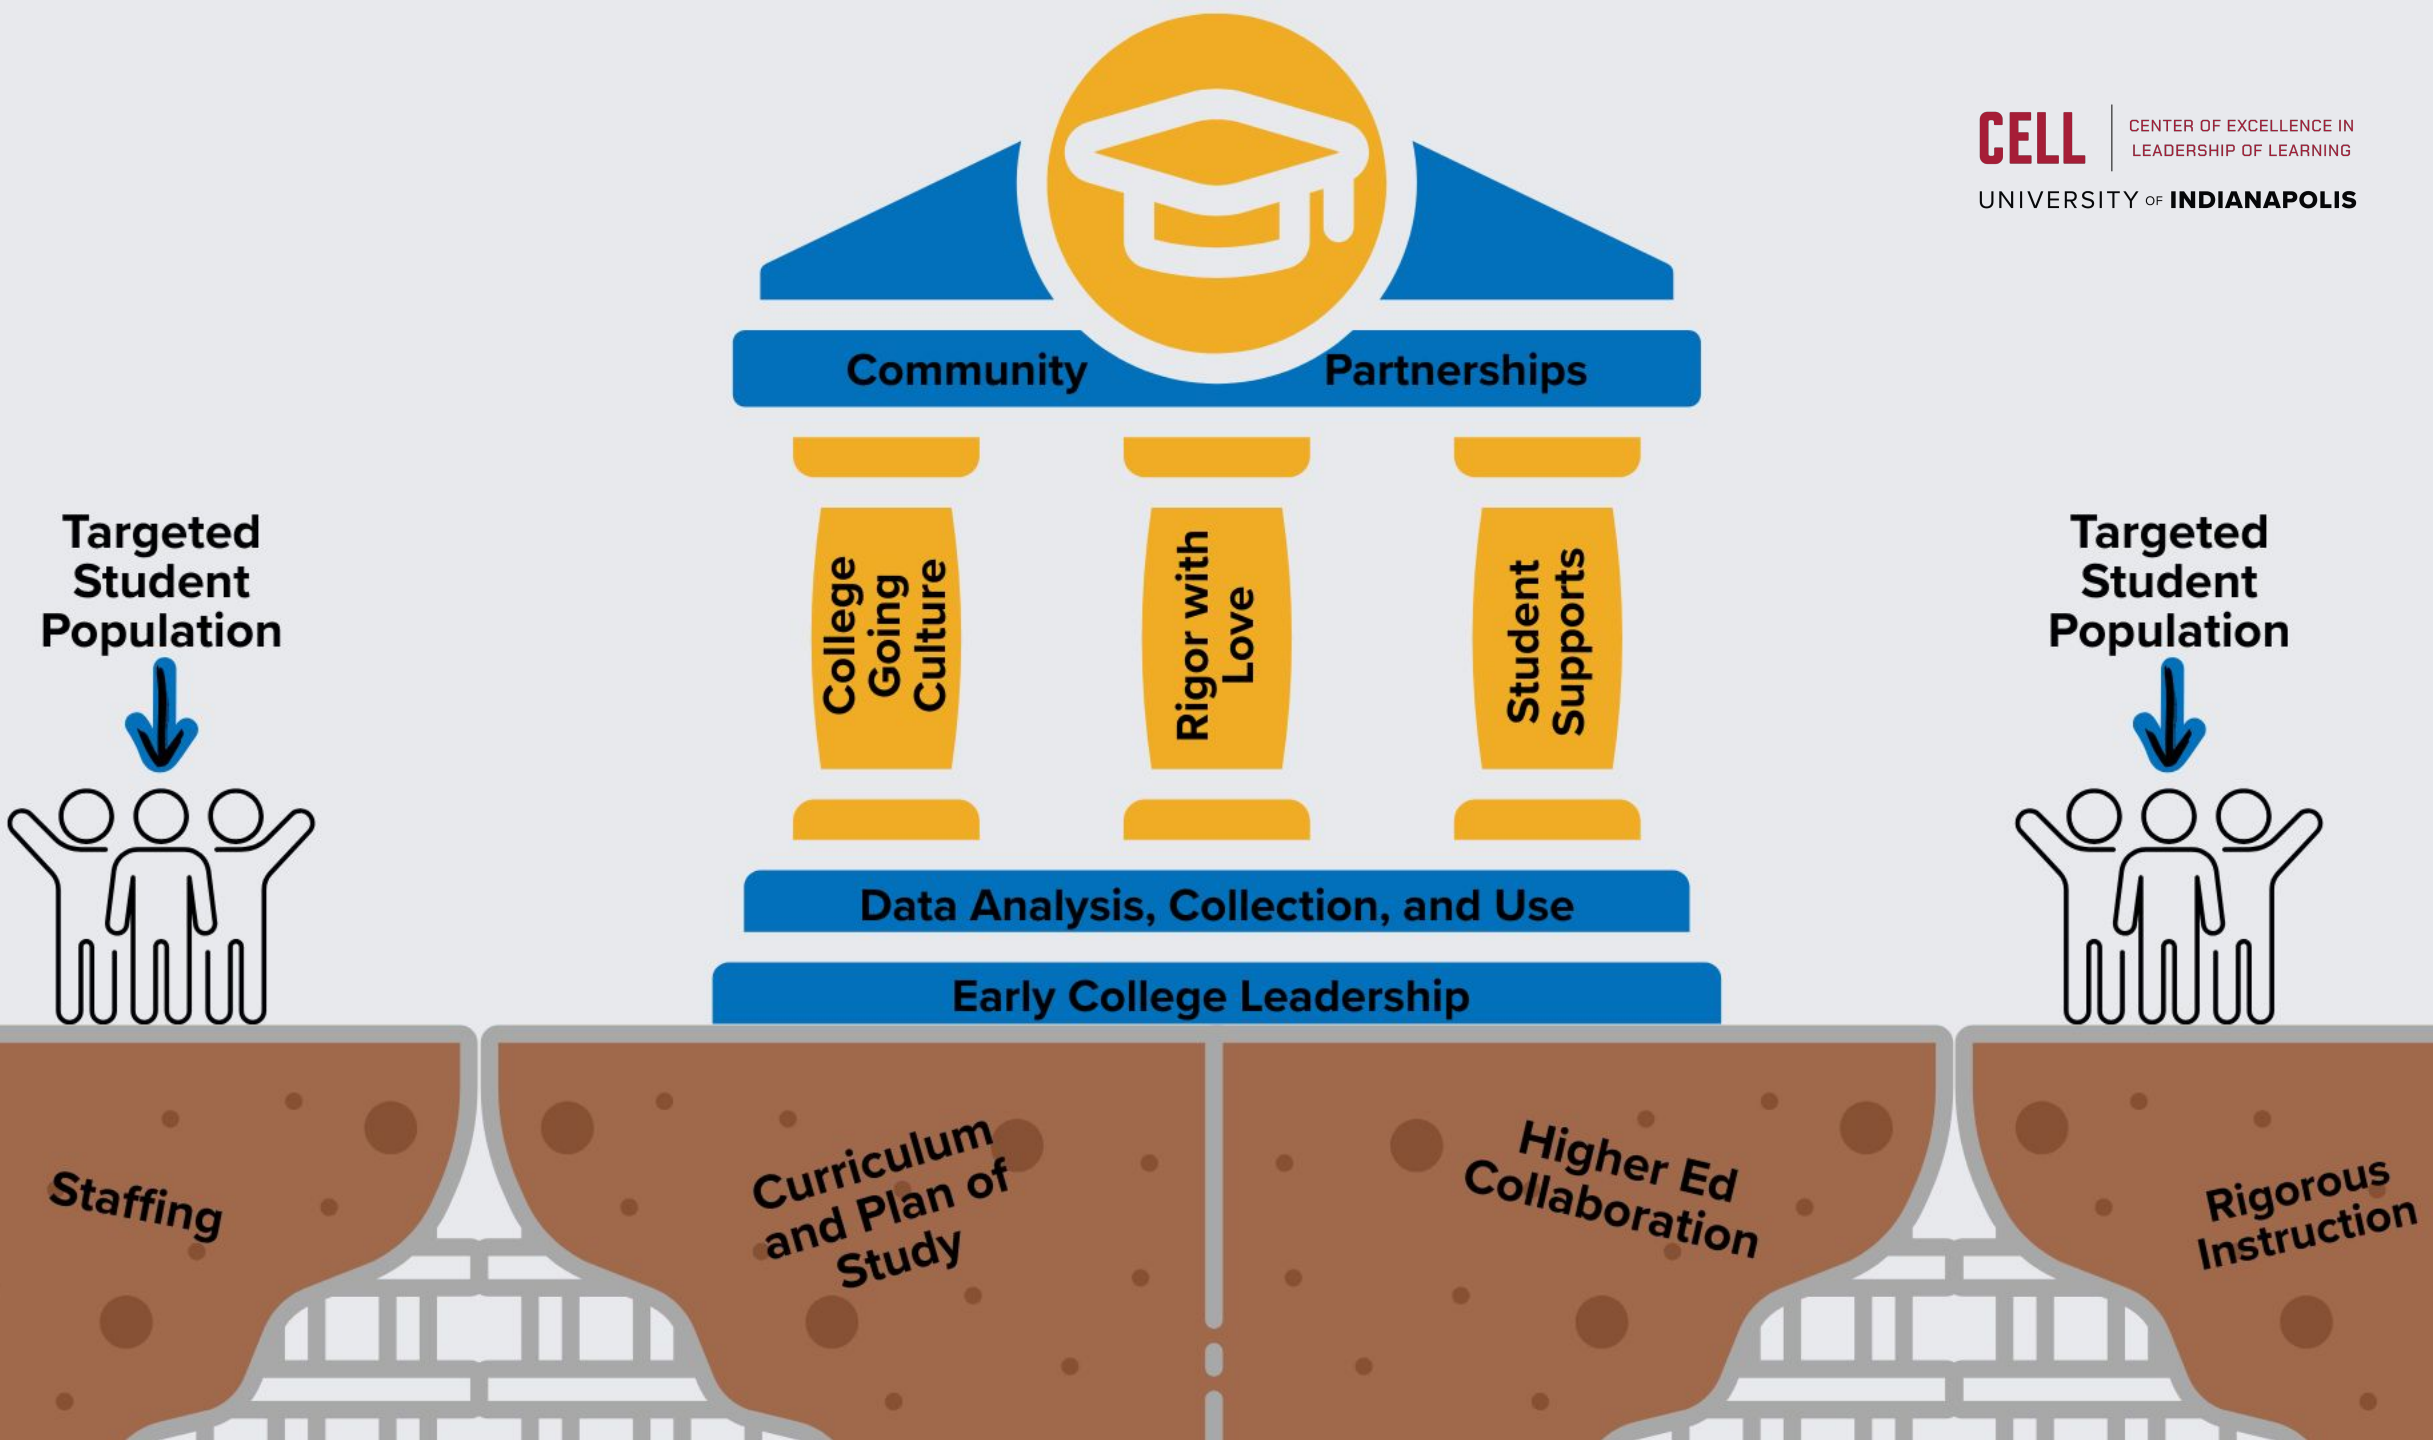 CELL
CENTER OF EXCELLENCE IN
LEADERSHIP OF LEARNING
UNIVERSITY OF INDIANAPOLIS
Community Partnerships
Targeted
Student
Population
College
Going
Culture
Rigor with
Love
Student
Supports
Targeted
Student
Population
Data Analysis, Collection, and Use
Early College Leadership
Staffing
Curriculum
and Plan of
Study
Higher Ed
Collaboration
Rigorous
Instruction